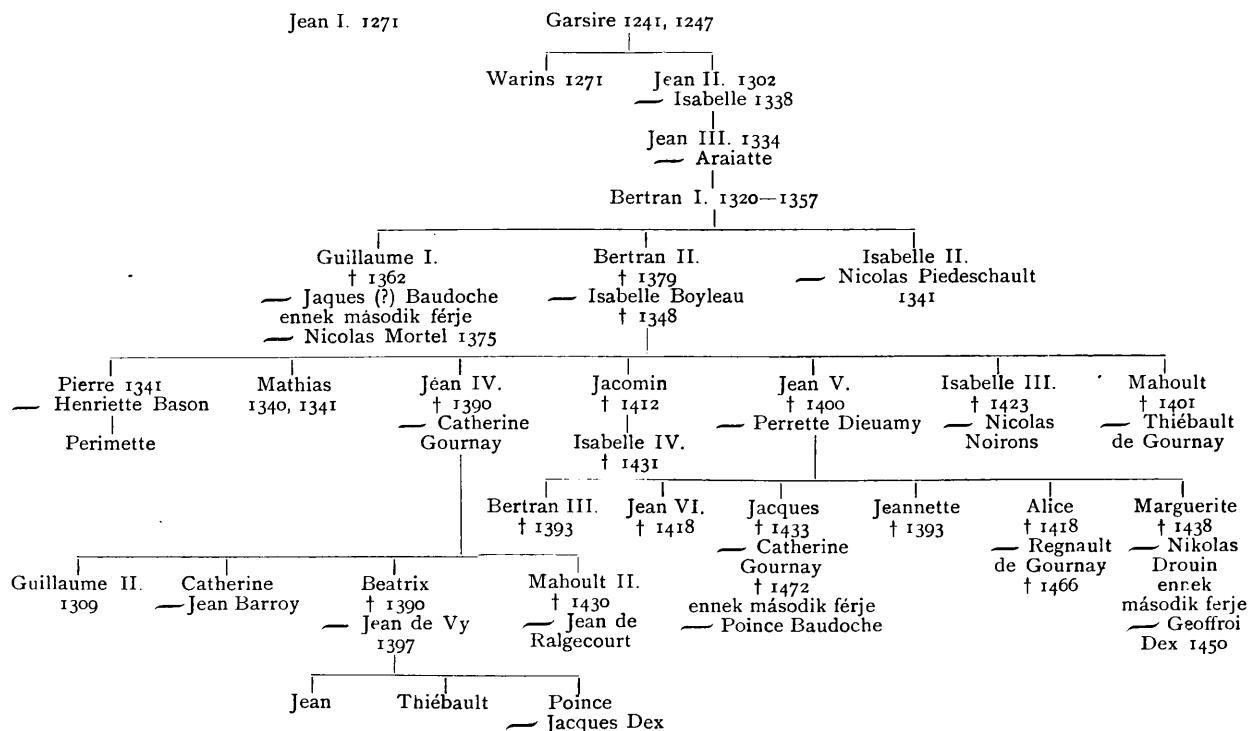 Jean I. 1271
Garsire 1241, 1247
Warins 1271
Jean II. 1302
Isabelle 1338
Jean III. 1334
Araiatte
Bertran I. 1320—1357
Guillaume I.
† 1362
Jaques (?) Baudoche
ennek második férje
Nicolas Mortel 1375
Bertran II.
† 1379
Isabelle Boyleau
† 1348
Isabelle II.
Nicolas Piedeschault
1341
Pierre 1341
Henriette Bason
Perimette
Mathias
1340, 1341
Jean IV.
† 1390
Catherine
Gournay
Jacomin
† 1412
Isabelle IV.
† 1431
Jean V.
† 1400
Perrette Dieuamy
Isabelle III.
† 1423
Nicolas
Noirons
Mahoult
† 1401
Thiébault
de Gournay
Bertran III.
† 1393
Jean VI.
† 1418
Jacques
† 1433
Catherine
Gournay
† 1472
ennek második férje
Poince Baudoche
Jeannette
† 1393
Alice
† 1418
Regnault
de Gournay
† 1466
Marguerite
† 1438
Nikolas
Drouin
ennek
második ferje
Geoffroi
Dex 1450
Guillaume II.
1309
Catherine
Jean Barroy
Beatrix
† 1390
Jean de Vy
1397
Mahoult II.
† 1430
Jean de
Ralgecourt
Jean
Thiébault
Poince
Jacques Dex